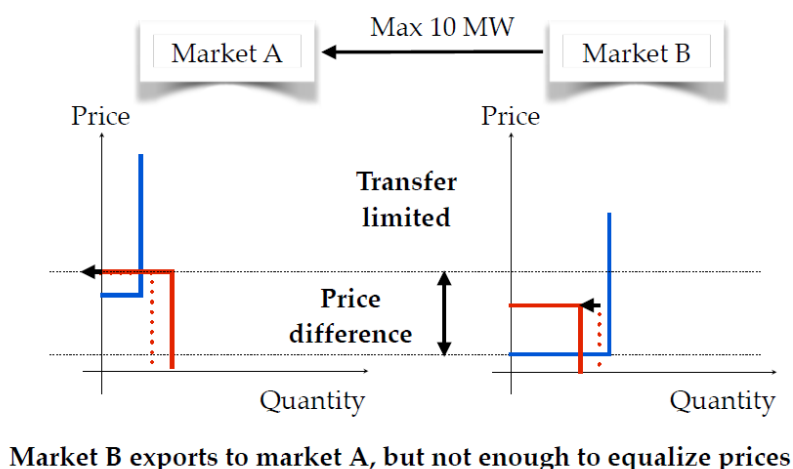 Max 10 MW
Market A
Market B
Price
Price
Transfer
limited
Price
difference
Quantity
Quantity
Market B exports to market A, but not enough to equalize prices